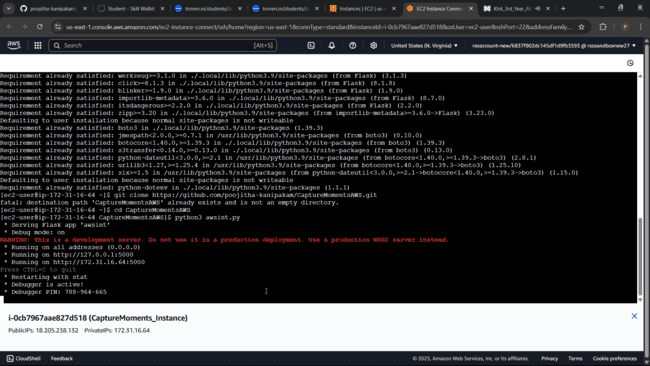 poojitha-kanipakam/
Student - Skill Wallet
troven.in/students/
troven.in/students/
troven.in/students/
Instances | EC2 | us-
EC2 Instance Connect
Khit_3rd_Year_A
us-east-1.console.aws.amazon.com/ec2-instance-connect/ssh/home?region=us-east-1&connType=standard&instanceId=i-0cb7967aae827d518&osUser=ec2-user&sshPort=22&addressFamily...
aws Search [Alt+S] United States (N. Virginia) rsoaccount-new/
Requirement already satisfied: werkzeug>=3.1.0 in ./.local/lib/python3.9/site-packages (from Flask) (3.1.3)
Requirement already satisfied: click>=8.1.3 in ./.local/lib/python3.9/site-packages (from Flask) (8.1.8)
Requirement already satisfied: blinker>=1.9.0 in ./.local/lib/python3.9/site-packages (from Flask) (1.9.0)
Requirement already satisfied: importlib-metadata>=3.6.0 in ./.local/lib/python3.9/site-packages (from Flask) (8.7.0)
Requirement already satisfied: itsdangerous>=2.2.0 in ./.local/lib/python3.9/site-packages (from Flask) (2.2.0)
Requirement already satisfied: zipp>=3.20 in ./.local/lib/python3.9/site-packages (from importlib-metadata>=3.6.0->Flask) (3.23.0)
Defaulting to user installation because normal site-packages is not writeable
Requirement already satisfied: boto3 in ./.local/lib/python3.9/site-packages (1.39.3)
Requirement already satisfied: jmespath<2.0.0,>=0.7.1 in /usr/lib/python3.9/site-packages (from boto3) (0.10.0)
Requirement already satisfied: botocore<1.40.0,>=1.39.3 in ./.local/lib/python3.9/site-packages (from boto3) (1.39.3)
Requirement already satisfied: s3transfer<0.14.0,>=0.13.0 in ./.local/lib/python3.9/site-packages (from boto3) (0.13.0)
Requirement already satisfied: python-dateutil<3.0.0,>=2.1 in /usr/lib/python3.9/site-packages (from botocore<1.40.0,>=1.39.3->boto3) (2.8.1)
Requirement already satisfied: urllib3<1.27,>=1.25.4 in /usr/lib/python3.9/site-packages (from botocore<1.40.0,>=1.39.3->boto3) (1.25.10)
Requirement already satisfied: six>=1.5 in /usr/lib/python3.9/site-packages (from python-dateutil<3.0.0,>=2.1->botocore<1.40.0,>=1.39.3->boto3) (1.15.0)
Defaulting to user installation because normal site-packages is not writeable
Requirement already satisfied: python-dotenv in ./.local/lib/python3.9/site-packages (1.1.1)
[ec2-user@ip-172-31-16-64 ~]$ git clone https://github.com/poojitha-kanipakam/CaptureMomentsAWS.git
fatal: destination path 'CaptureMomentsAWS' already exists and is not an empty directory.
[ec2-user@ip-172-31-16-64 ~]$ cd CaptureMomentsAWS
[ec2-user@ip-172-31-16-64 CaptureMomentsAWS]$ python3 awsint.py
* Serving Flask app 'awsint'
* Debug mode: on
WARNING: This is a development server. Do not use it in a production deployment. Use a production WSGI server instead.
* Running on all addresses (0.0.0.0)
* Running on http://127.0.0.1:5000
* Running on http://172.31.16.64:5000
Press CTRL+C to quit
* Restarting with stat
* Debugger is active!
* Debugger PIN: 788-964-665
i-0cb7967aae827d518 (CaptureMoments_Instance)
PublicIPs: 18.205.238.132 PrivateIPs: 172.31.16.64
CloudShell Feedback © 2025, Amazon Web Services, Inc. or its affiliates. Privacy Terms Cookie preferences